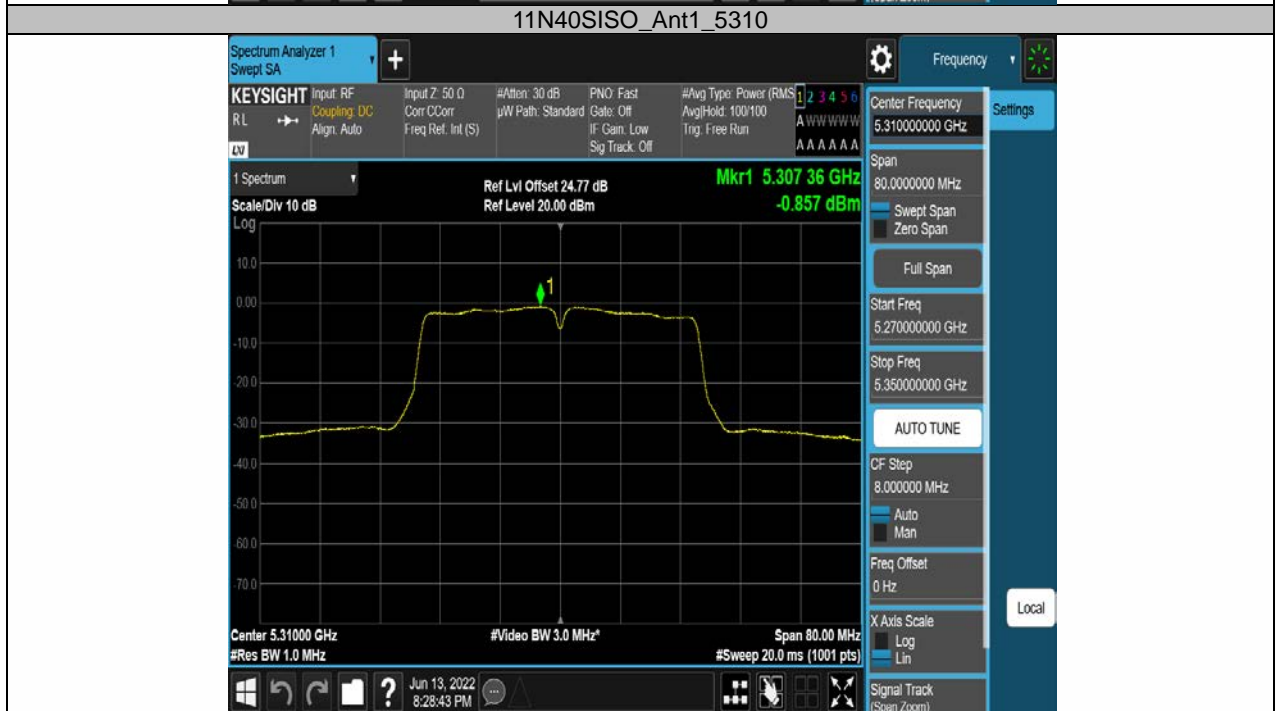 11N40SISO_Ant1_5310
Spectrum Analyzer 1
Swept SA
Frequency
KEYSIGHT
RL
LXI
Input: RF
Coupling: DC
Align: Auto
Input Z: 50 Ω
Corr CCorr
Freq Ref: Int (S)
#Atten: 30 dB
µW Path: Standard
PNO: Fast
Gate: Off
IF Gain: Low
Sig Track: Off
#Avg Type: Power (RMS
Avg|Hold: 100/100
Trig: Free Run
1 2 3 4 5 6
A W W W W W
A A A A A A
1 Spectrum
Scale/Div 10 dB
Ref Lvl Offset 24.77 dB
Ref Level 20.00 dBm
Mkr1 5.307 36 GHz
-0.857 dBm
Log
10.0
0.00
-10.0
-20.0
-30.0
-40.0
-50.0
-60.0
-70.0
1
Center 5.31000 GHz
#Res BW 1.0 MHz
#Video BW 3.0 MHz*
Span 80.00 MHz
#Sweep 20.0 ms (1001 pts)
Jun 13, 2022
8:28:43 PM
Center Frequency
5.310000000 GHz
Settings
Span
80.0000000 MHz
Swept Span
Zero Span
Full Span
Start Freq
5.270000000 GHz
Stop Freq
5.350000000 GHz
AUTO TUNE
CF Step
8.000000 MHz
Auto
Man
Freq Offset
0 Hz
X Axis Scale
Log
Lin
Local
Signal Track
(Span Zoom)